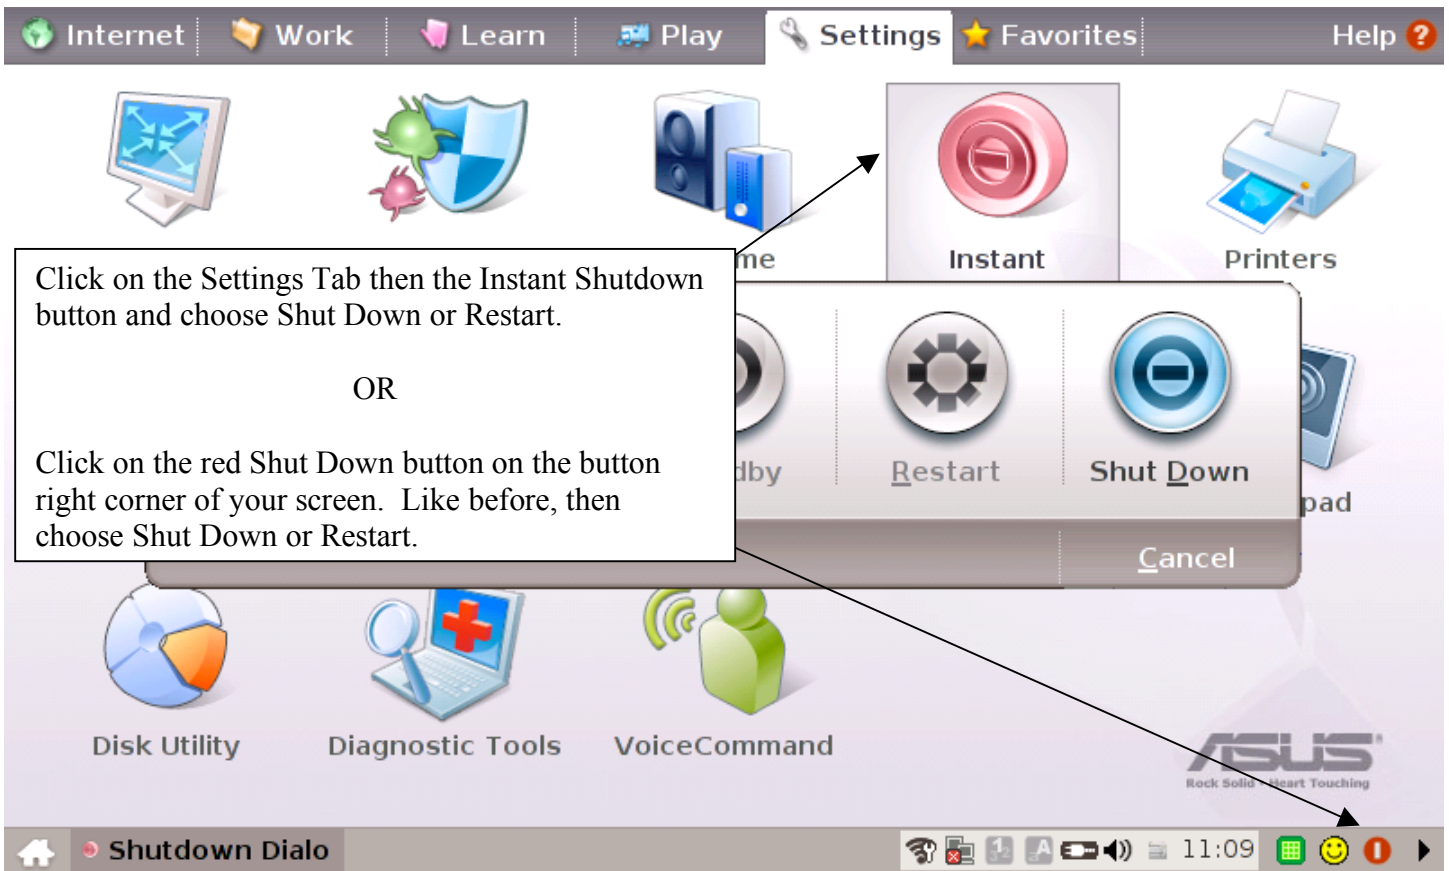 Internet Work Learn Play Settings Favorites Help ?
me Instant Printers
Click on the Settings Tab then the Instant Shutdown
button and choose Shut Down or Restart.
OR
Click on the red Shut Down button on the button
right corner of your screen. Like before, then
choose Shut Down or Restart.
dby Restart Shut Down
pad
Cancel
Disk Utility Diagnostic Tools VoiceCommand
ASUS
Rock Solid · Heart Touching
Shutdown Dialo 11:09